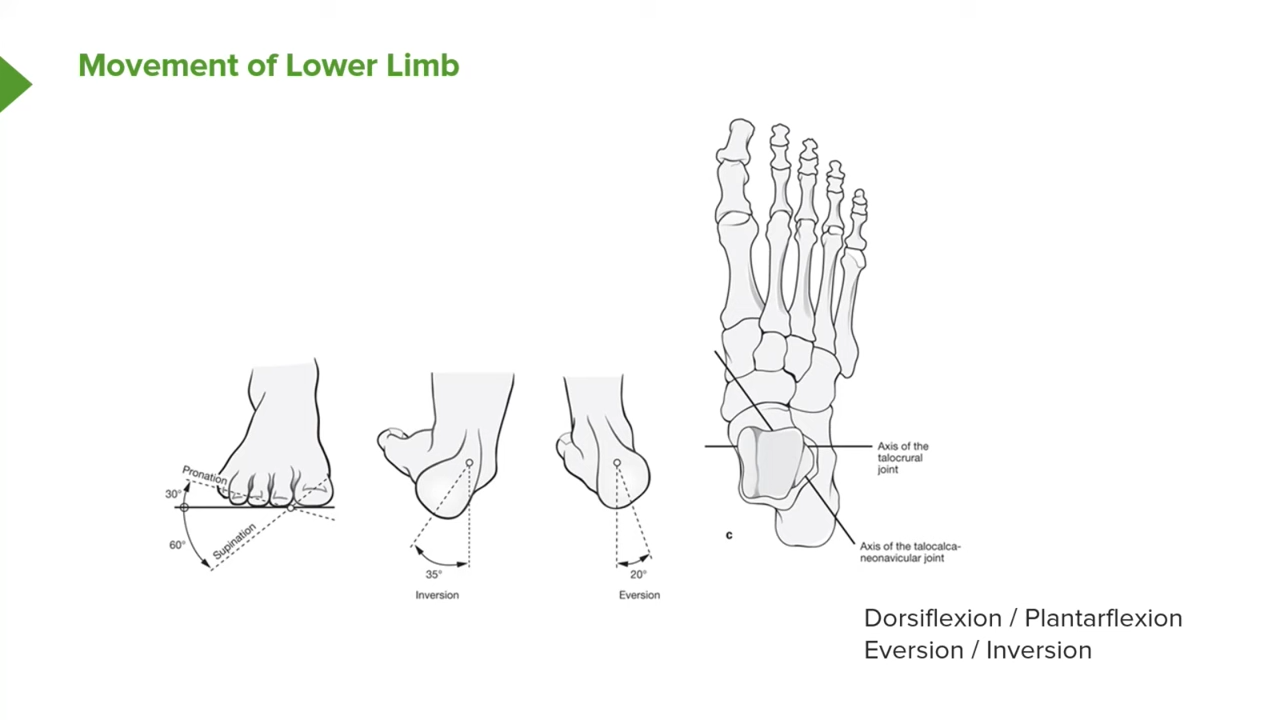 Movement of Lower Limb
Pronation
30°
60°
Supination
35°
Inversion
20°
Eversion
Axis of the
talocrural
joint
c
Axis of the talocalca-
neonavicular joint
Dorsiflexion / Plantarflexion
Eversion / Inversion